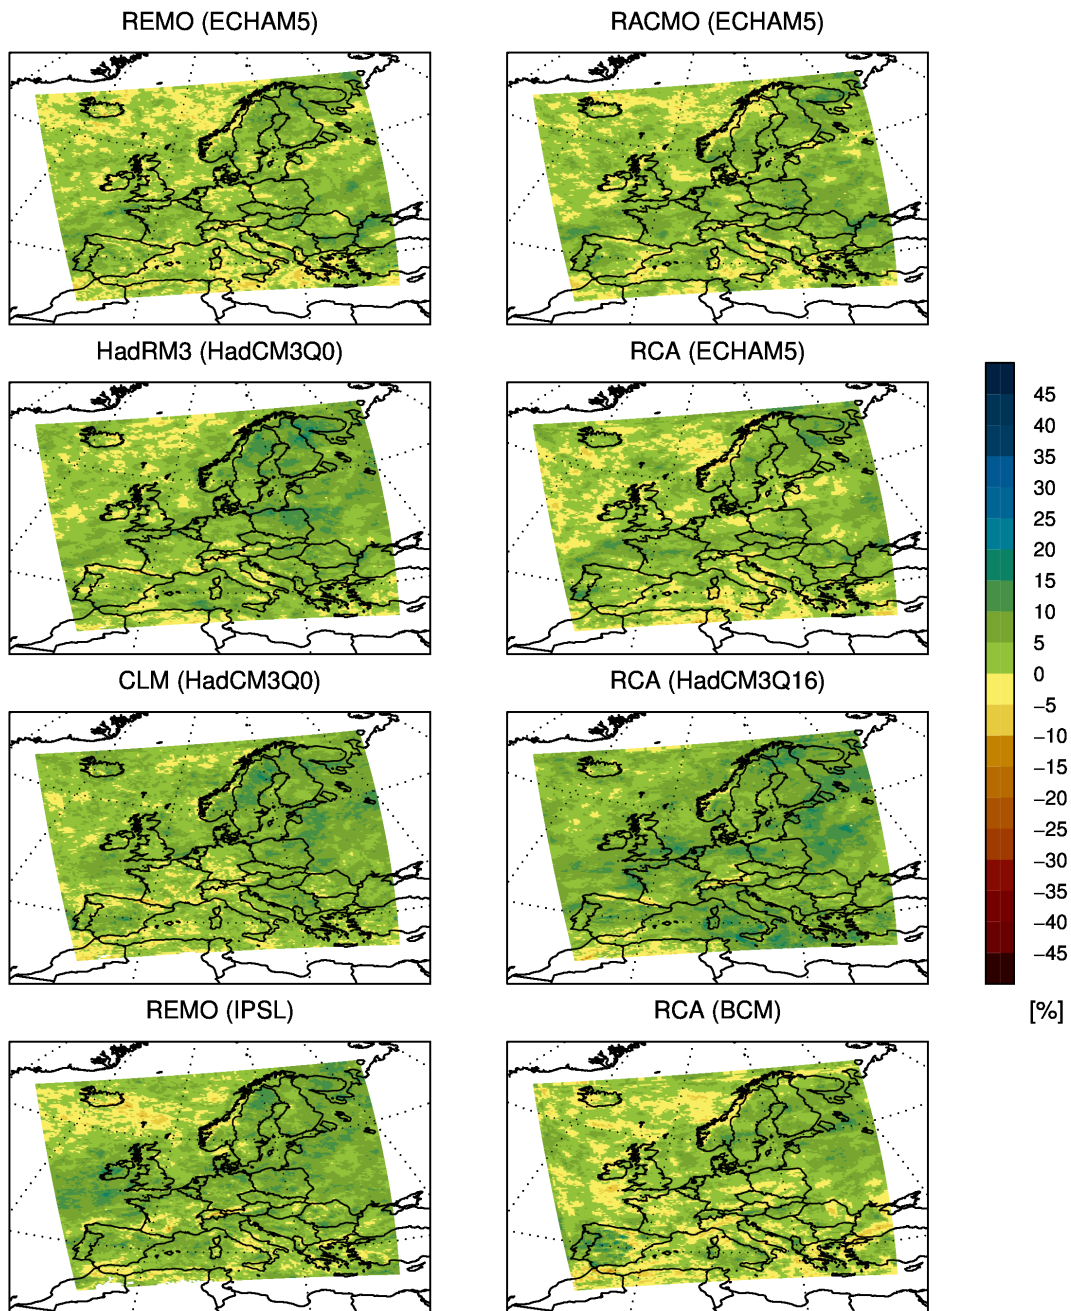 REMO (ECHAM5)
RACMO (ECHAM5)
HadRM3 (HadCM3Q0)
RCA (ECHAM5)
CLM (HadCM3Q0)
RCA (HadCM3Q16)
REMO (IPSL)
RCA (BCM)
45
40
35
30
25
20
15
10
5
0
−5
−10
−15
−20
−25
−30
−35
−40
−45
[%]